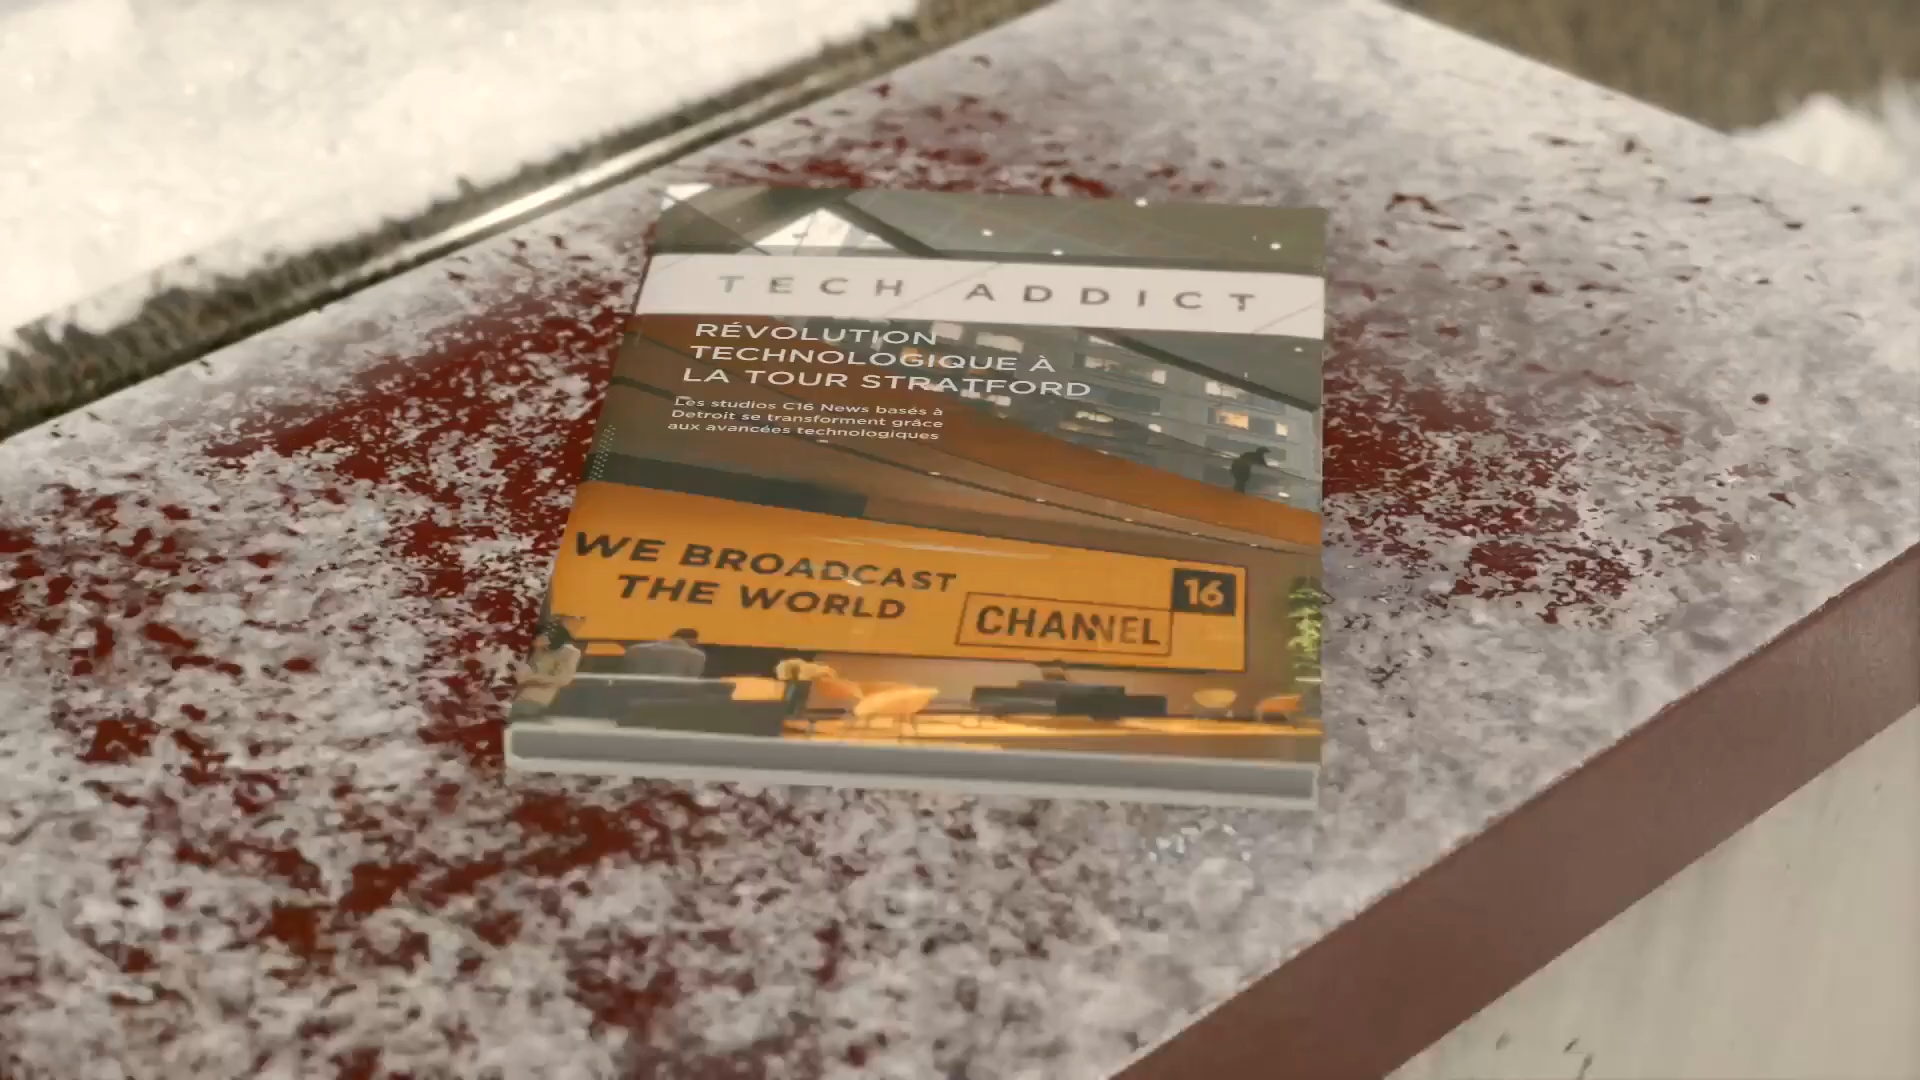 TECH ADDICT
RÉVOLUTION
TECHNOLOGIQUE À
LA TOUR STRATFORD
Les studios C16 News basés à
Detroit se transforment grâce
aux avancées technologiques
WE BROADCAST
THE WORLD
CHANNEL
16